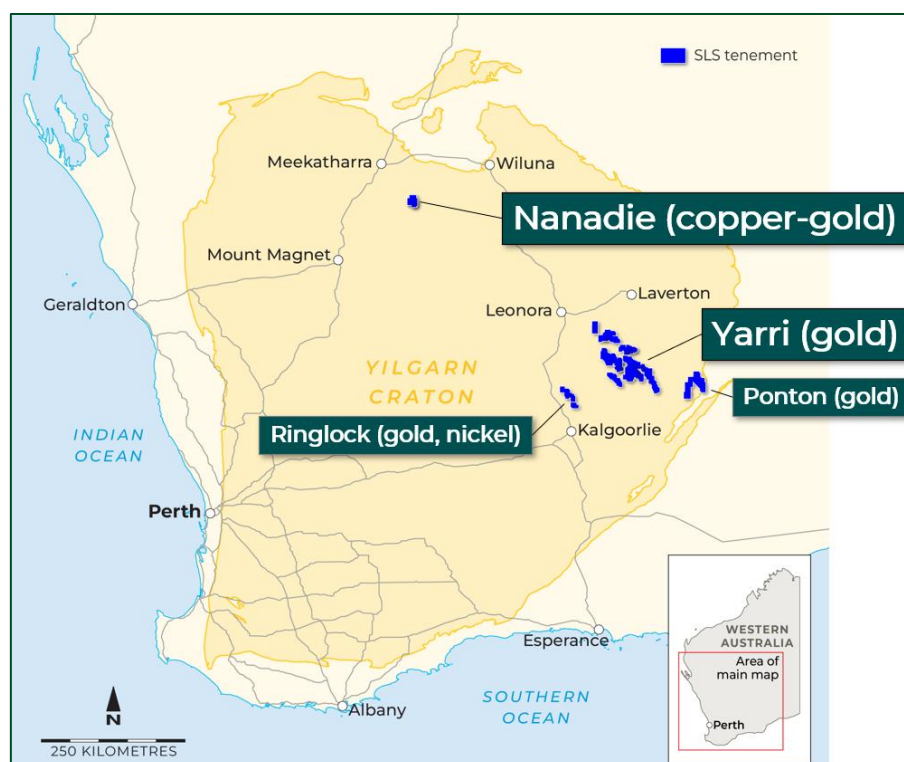 SLS tenement
Meekatharra
Wiluna
Nanadie (copper-gold)
Mount Magnet
Geraldton
Leonora
Laverton
Yarri (gold)
YILGARN
CRATON
Ponton (gold)
Ringlock (gold, nickel)
Kalgoorlie
INDIAN
OCEAN
Perth
Esperance
WESTERN
AUSTRALIA
Area of
main map
Perth
SOUTHERN
OCEAN
Albany
N
250 KILOMETRES